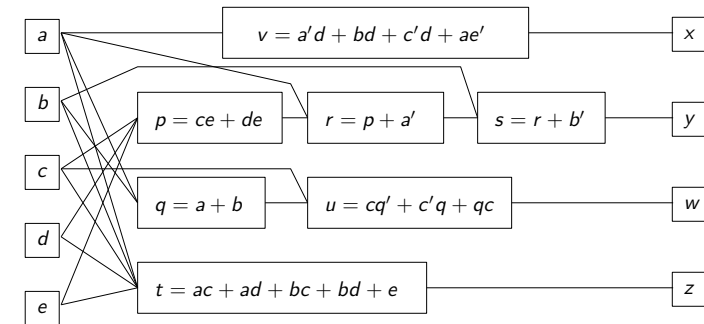 a
v = a′d + bd + c′d + ae′
x
b
p = ce + de
r = p + a′
s = r + b′
y
c
q = a + b
u = cq′ + c′q + qc
w
d
t = ac + ad + bc + bd + e
z
e